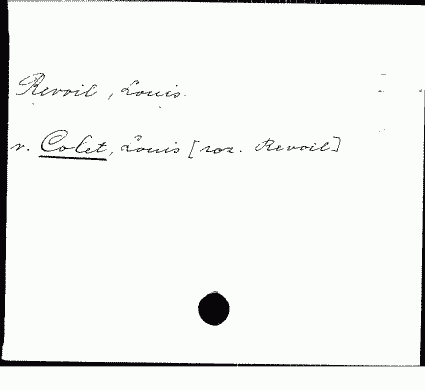 Revoil, Louis.
v. Colet, Louis [roz. Revoil]